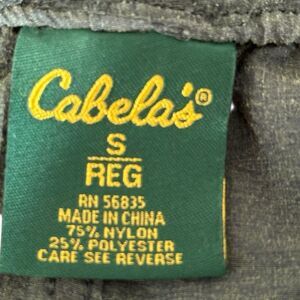 Cabela's®
S
REG
RN 56835
MADE IN CHINA
75% NYLON
25% POLYESTER
CARE SEE REVERSE